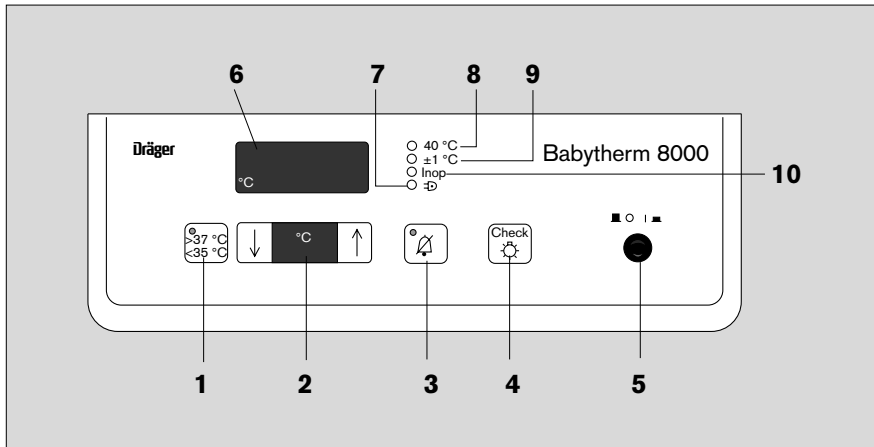 6
7
8
9
Dräger
°C
40 °C
±1 °C
Inop
Babytherm 8000
10
>37 °C
<35 °C
°C
Check
1
2
3
4
5